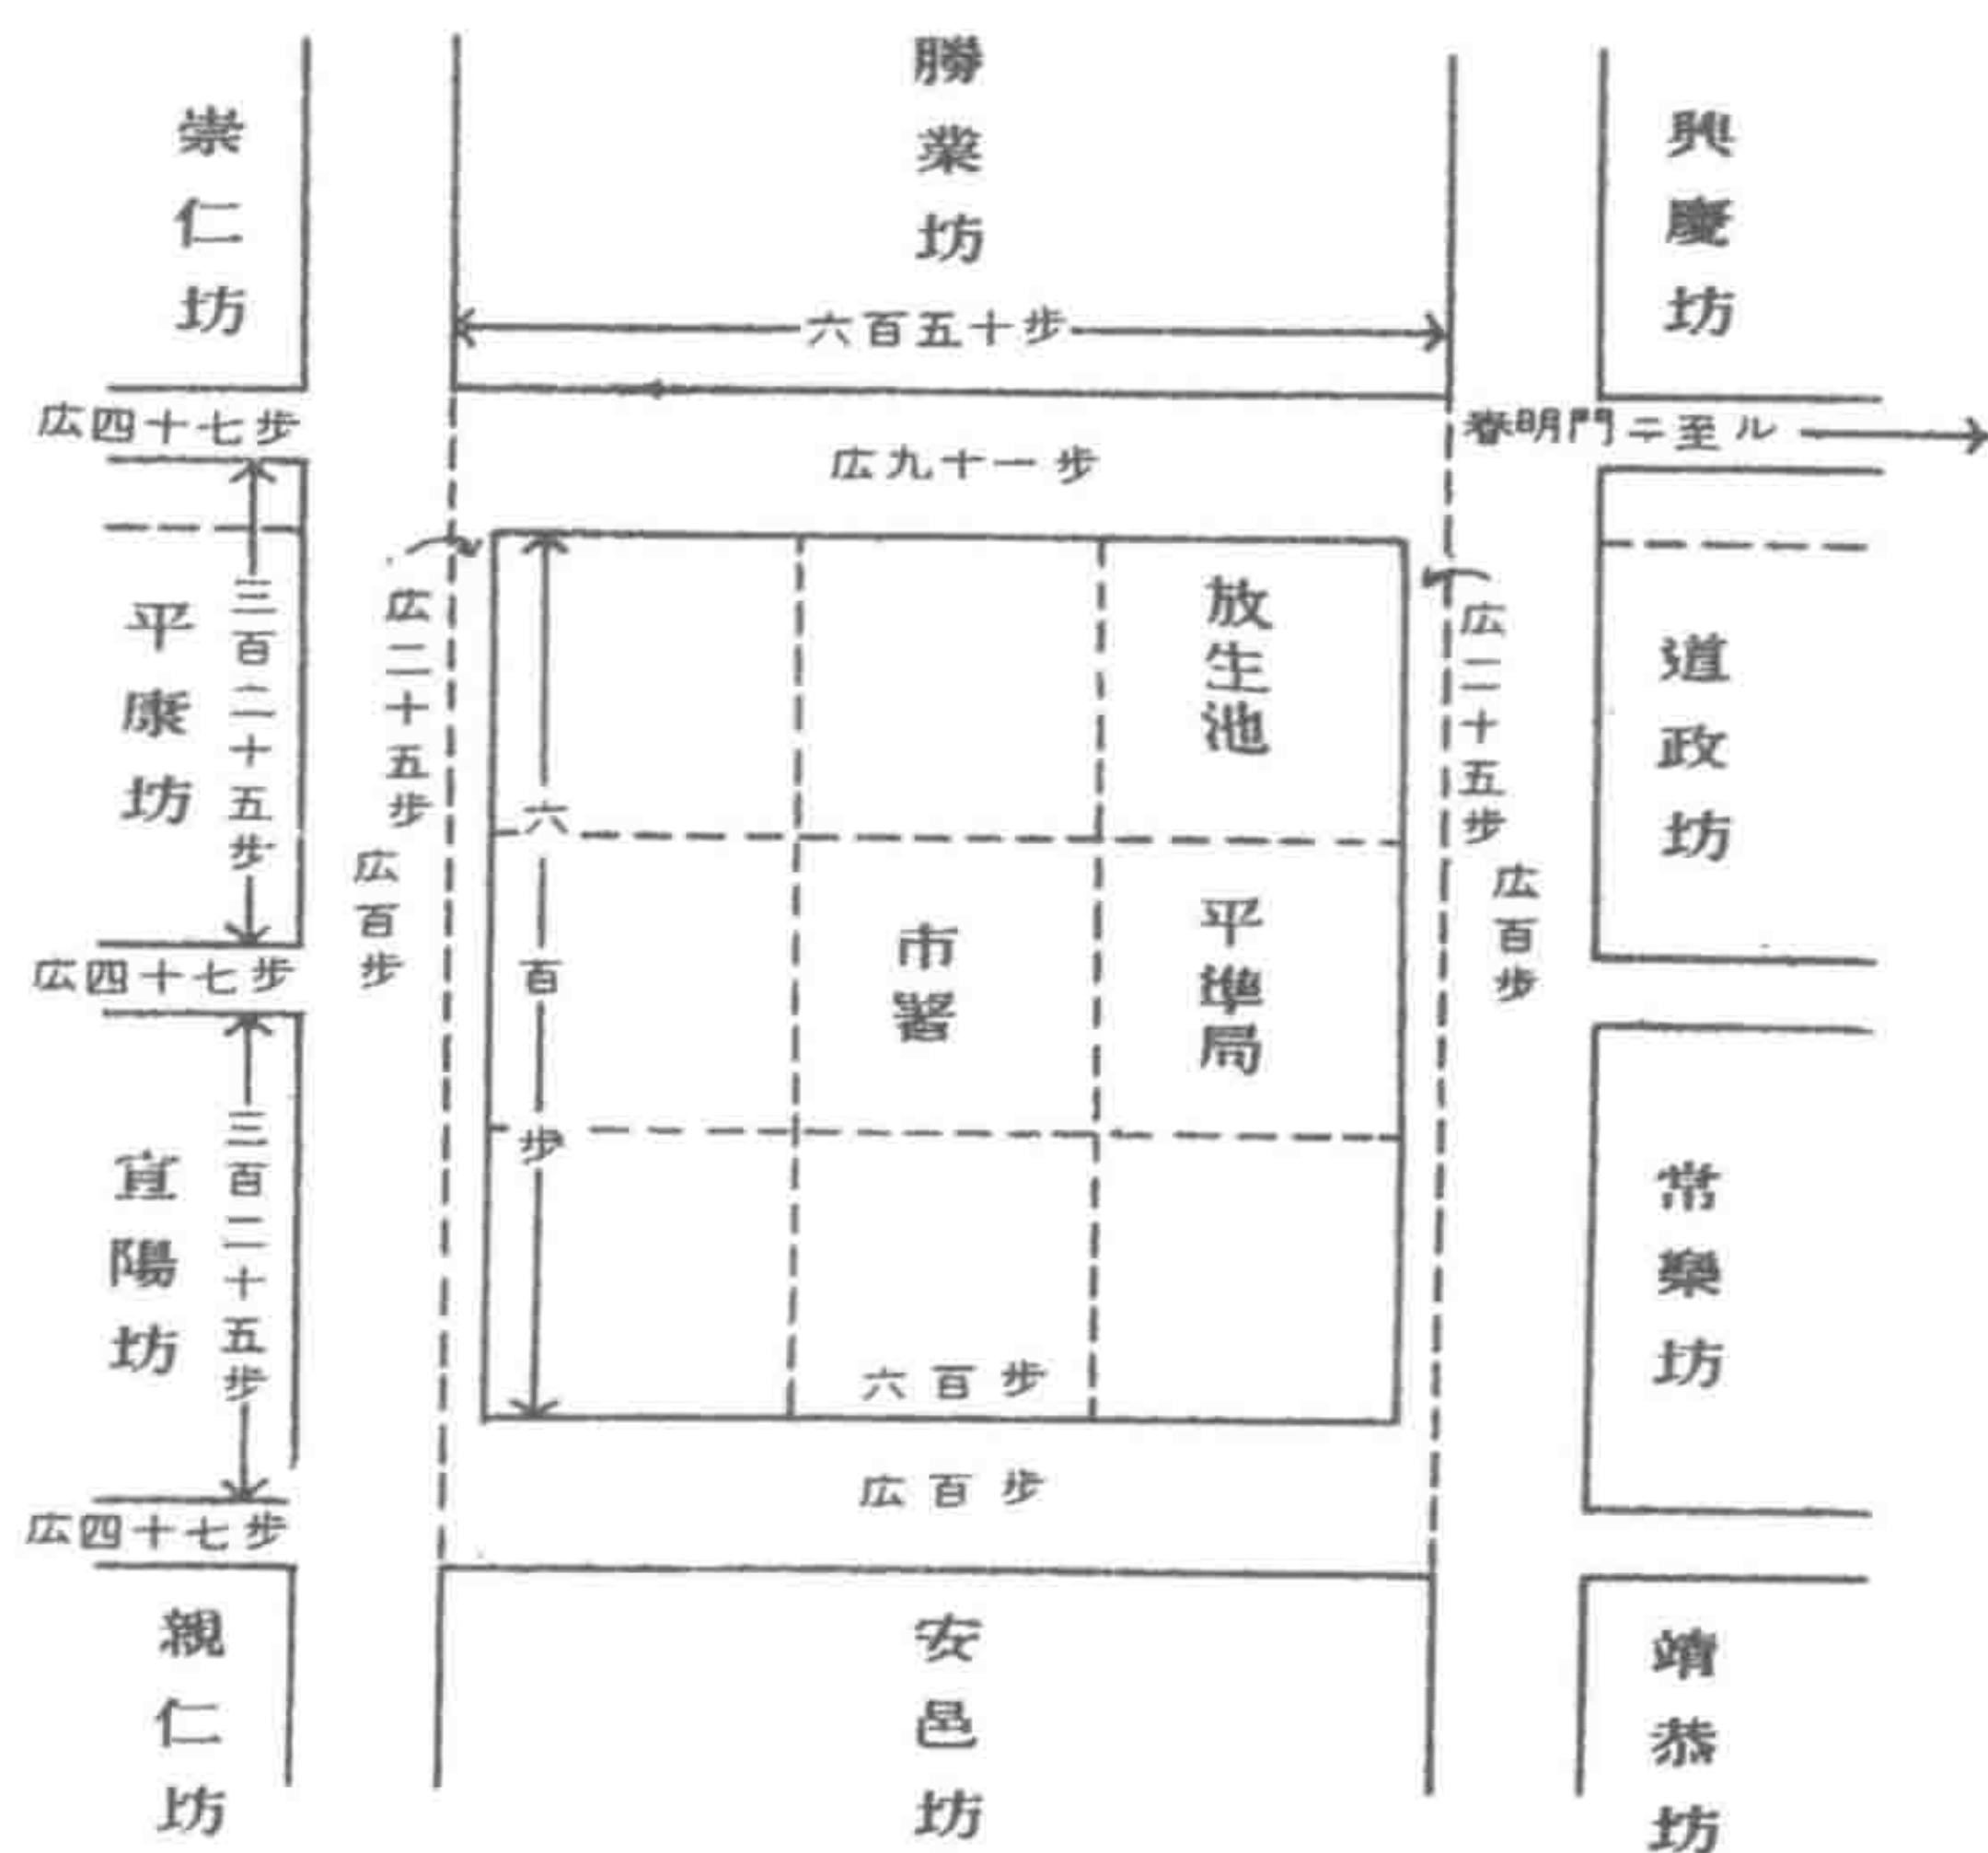 崇仁坊
勝業坊
興慶坊
六百五十步
広四十七步
広九十一步
春明門ニ至ル
平康坊
三百二十五步
広二十五步
六百步
放生池
広二十五步
道政坊
広百步
市署
平準局
広百步
広四十七步
宜陽坊
三百二十五步
常樂坊
六百步
広百步
広四十七步
親仁坊
安邑坊
靖恭坊